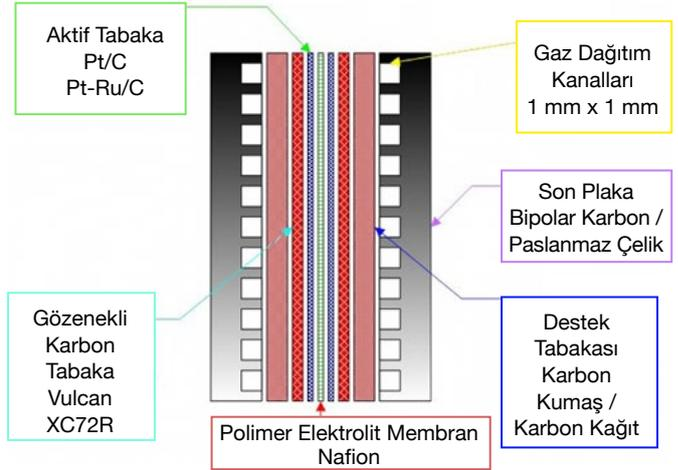 Aktif Tabaka
Pt/C
Pt-Ru/C
Gaz Dağıtım
Kanalları
1 mm x 1 mm
Son Plaka
Bipolar Karbon /
Paslanmaz Çelik
Gözenekli
Karbon
Tabaka
Vulcan
XC72R
Destek
Tabakası
Karbon
Kumaş /
Karbon Kağıt
Polimer Elektrolit Membran
Nafion